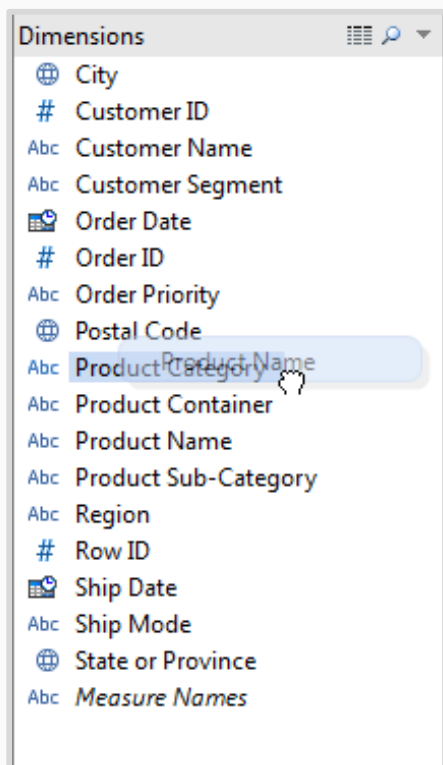 Dimensions
City
# Customer ID
Abc Customer Name
Abc Customer Segment
Order Date
# Order ID
Abc Order Priority
Postal Code
Abc Product Category
Product Name
Abc Product Container
Abc Product Name
Abc Product Sub-Category
Abc Region
# Row ID
Ship Date
Abc Ship Mode
State or Province
Abc Measure Names